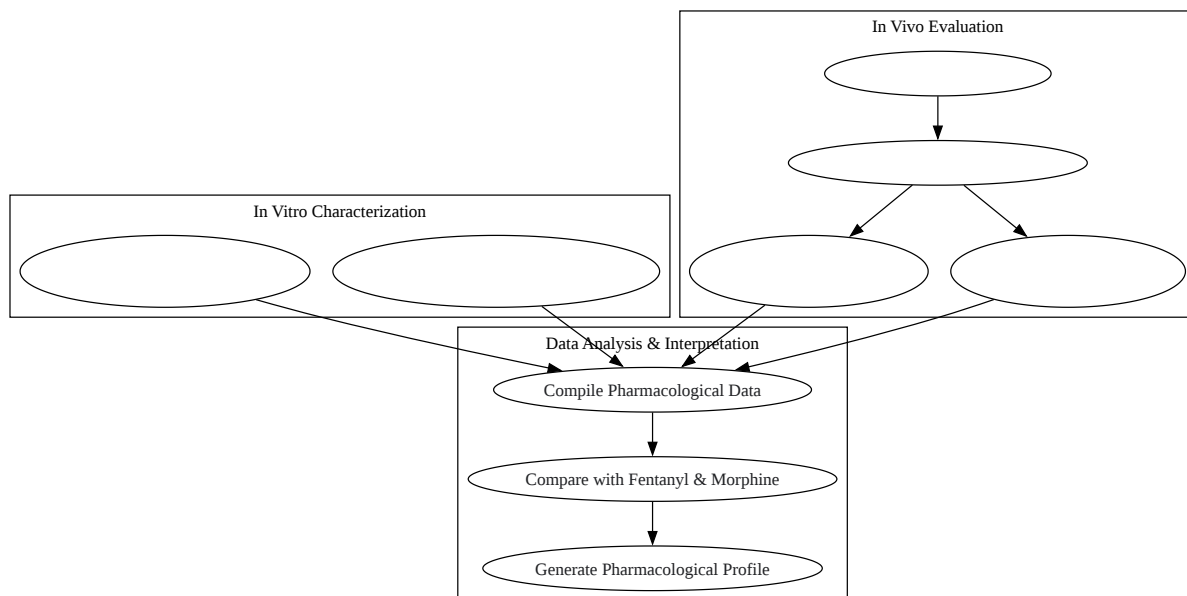 In Vivo Evaluation
In Vitro Characterization
Data Analysis & Interpretation
Compile Pharmacological Data
Compare with Fentanyl & Morphine
Generate Pharmacological Profile